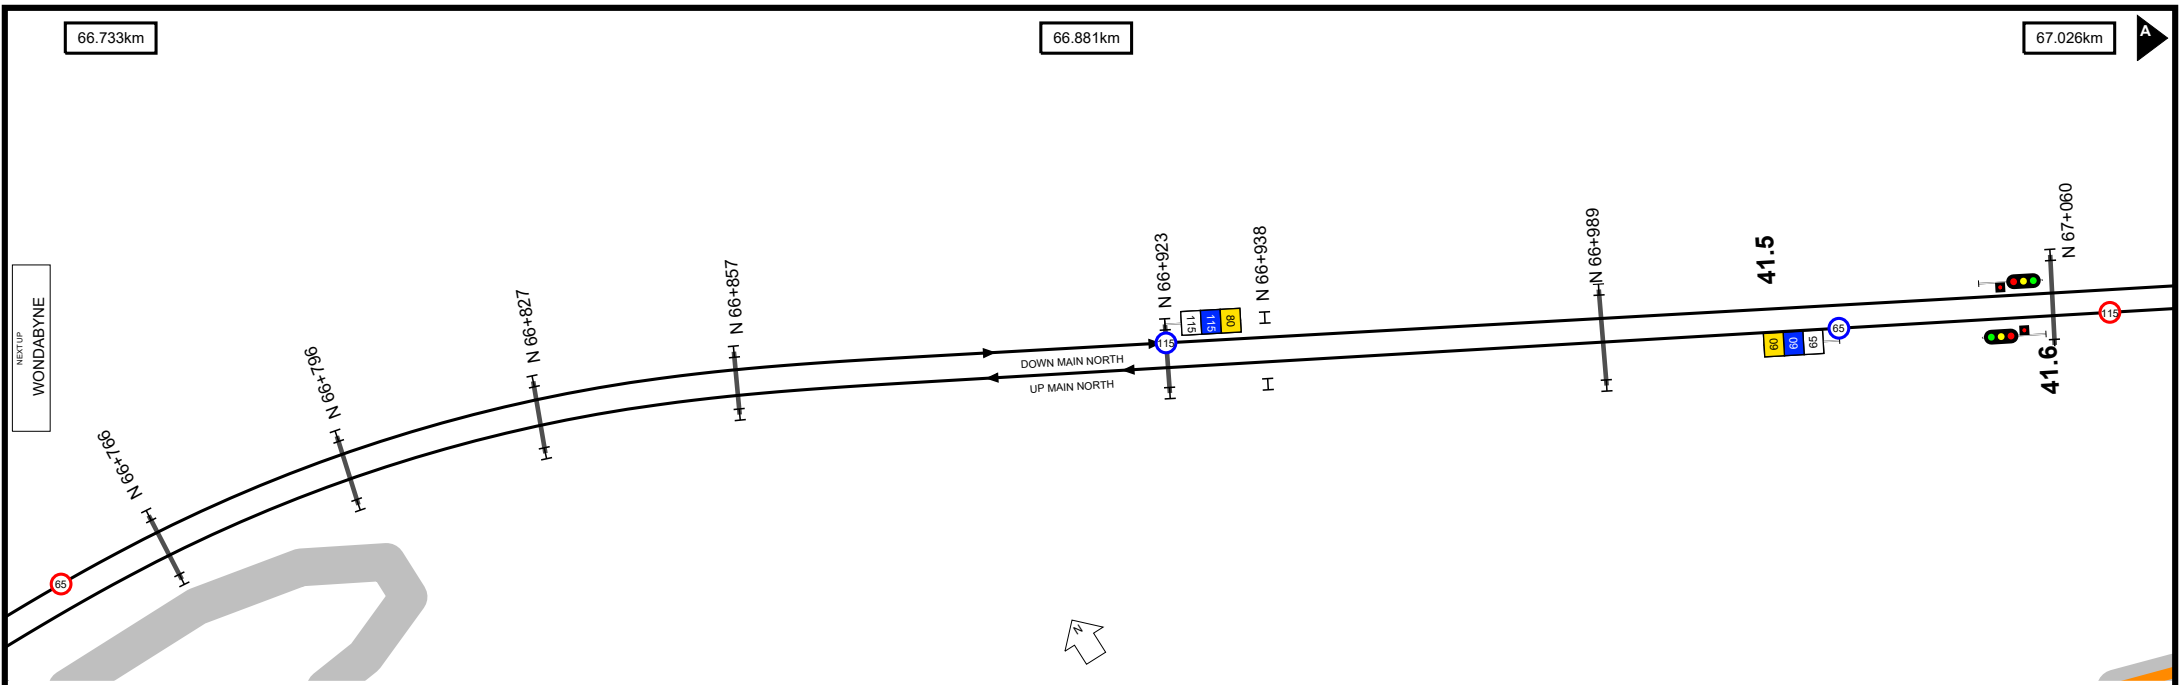 66.733km
66.881km
67.026km
A
NEXT UP
WONDABYNE
N 66+766
N 66+796
N 66+827
N 66+857
N 66+923
N 66+938
N 66+989
N 67+060
41.5
41.6
115
115
80
115
60
60
65
65
115
65
DOWN MAIN NORTH
UP MAIN NORTH
N